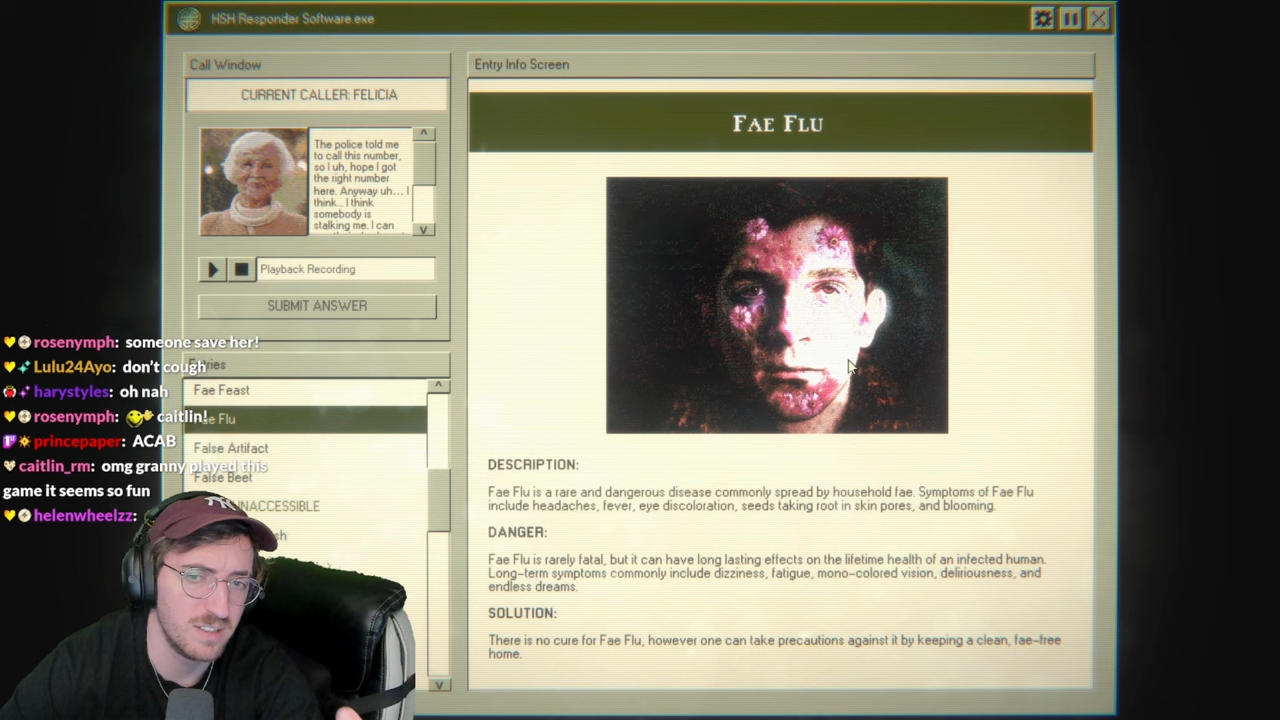 HSH Responder Software.exe
Call Window
CURRENT CALLER: FELICIA
The police told me
to call this number,
so I uh, hope I got
the right number
here. Anyway uh... I
think... I think
somebody is
stalking me. I can
Playback Recording
SUBMIT ANSWER
Entries
Fae Feast
Fae Flu
False Artifact
False Beet
INACCESSIBLE
rosenymph: someone save her!
Lulu24Ayo: don't cough
harystyles: oh nah
rosenymph: caitlin!
princepaper: ACAB
caitlin_rm: omg granny played this
game it seems so fun
helenwheelzz:
Entry Info Screen
FAE FLU
DESCRIPTION:
Fae Flu is a rare and dangerous disease commonly spread by household fae. Symptoms of Fae Flu
include headaches, fever, eye discoloration, seeds taking root in skin pores, and blooming.
DANGER:
Fae Flu is rarely fatal, but it can have long lasting effects on the lifetime health of an infected human.
Long-term symptoms commonly include dizziness, fatigue, mono-colored vision, deliriousness, and
endless dreams.
SOLUTION:
There is no cure for Fae Flu, however one can take precautions against it by keeping a clean, fae-free
home.